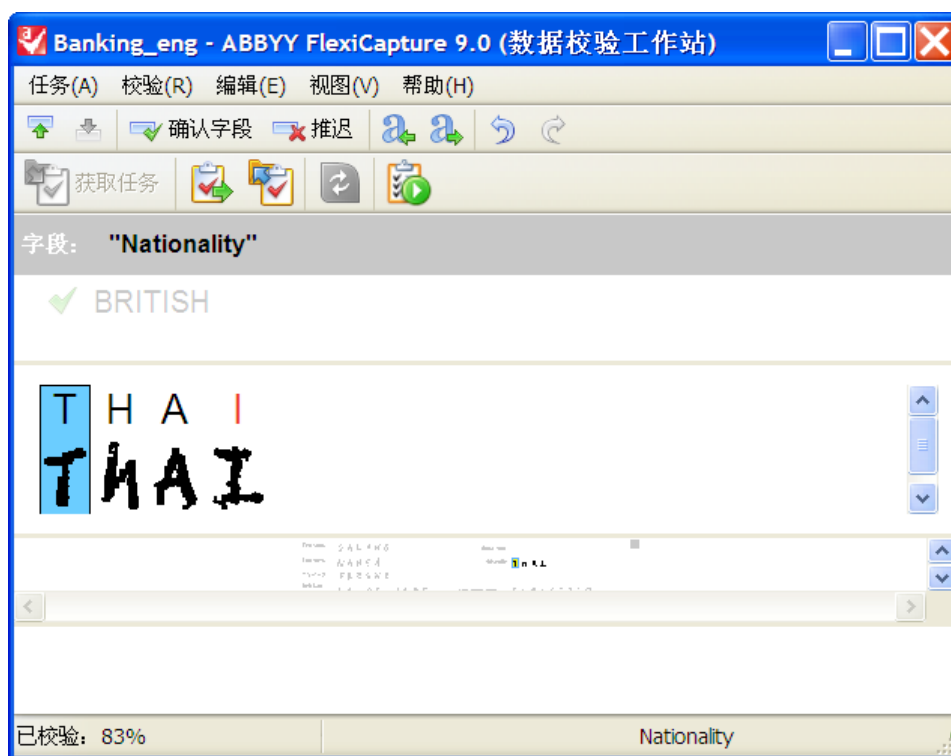 Banking_eng - ABBYY FlexiCapture 9.0 (数据校验工作站)
任务(A) 校验(R) 编辑(E) 视图(V) 帮助(H)
确认字段 推迟 a a
获取任务
字段: "Nationality"
BRITISH
T H A I
T H A I
已校验: 83% Nationality